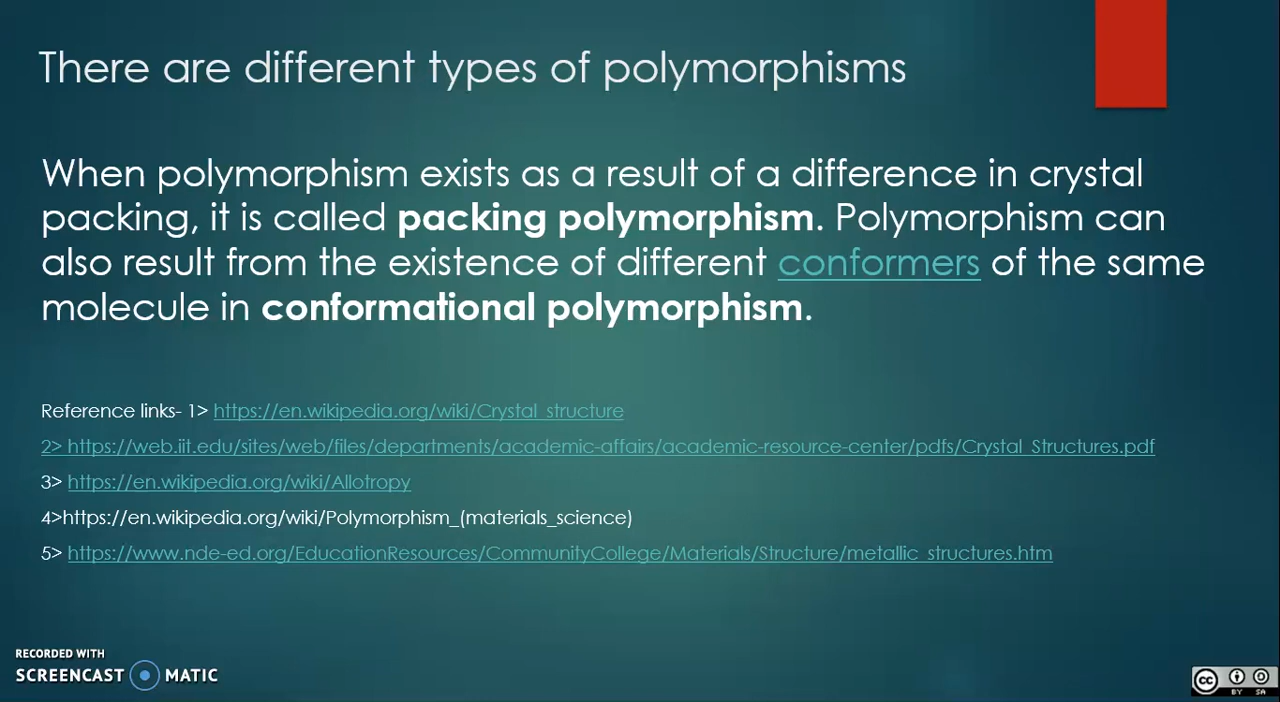 There are different types of polymorphisms
When polymorphism exists as a result of a difference in crystal
packing, it is called packing polymorphism. Polymorphism can
also result from the existence of different conformers of the same
molecule in conformational polymorphism.
Reference links- 1> https://en.wikipedia.org/wiki/Crystal_structure
2> https://web.iit.edu/sites/web/files/departments/academic-affairs/academic-resource-center/pdfs/Crystal_Structures.pdf
3> https://en.wikipedia.org/wiki/Allotropy
4>https://en.wikipedia.org/wiki/Polymorphism_(materials_science)
5> https://www.nde-ed.org/EducationResources/CommunityCollege/Materials/Structure/metallic_structures.htm
RECORDED WITH
SCREENCAST MATIC
cc BY SA